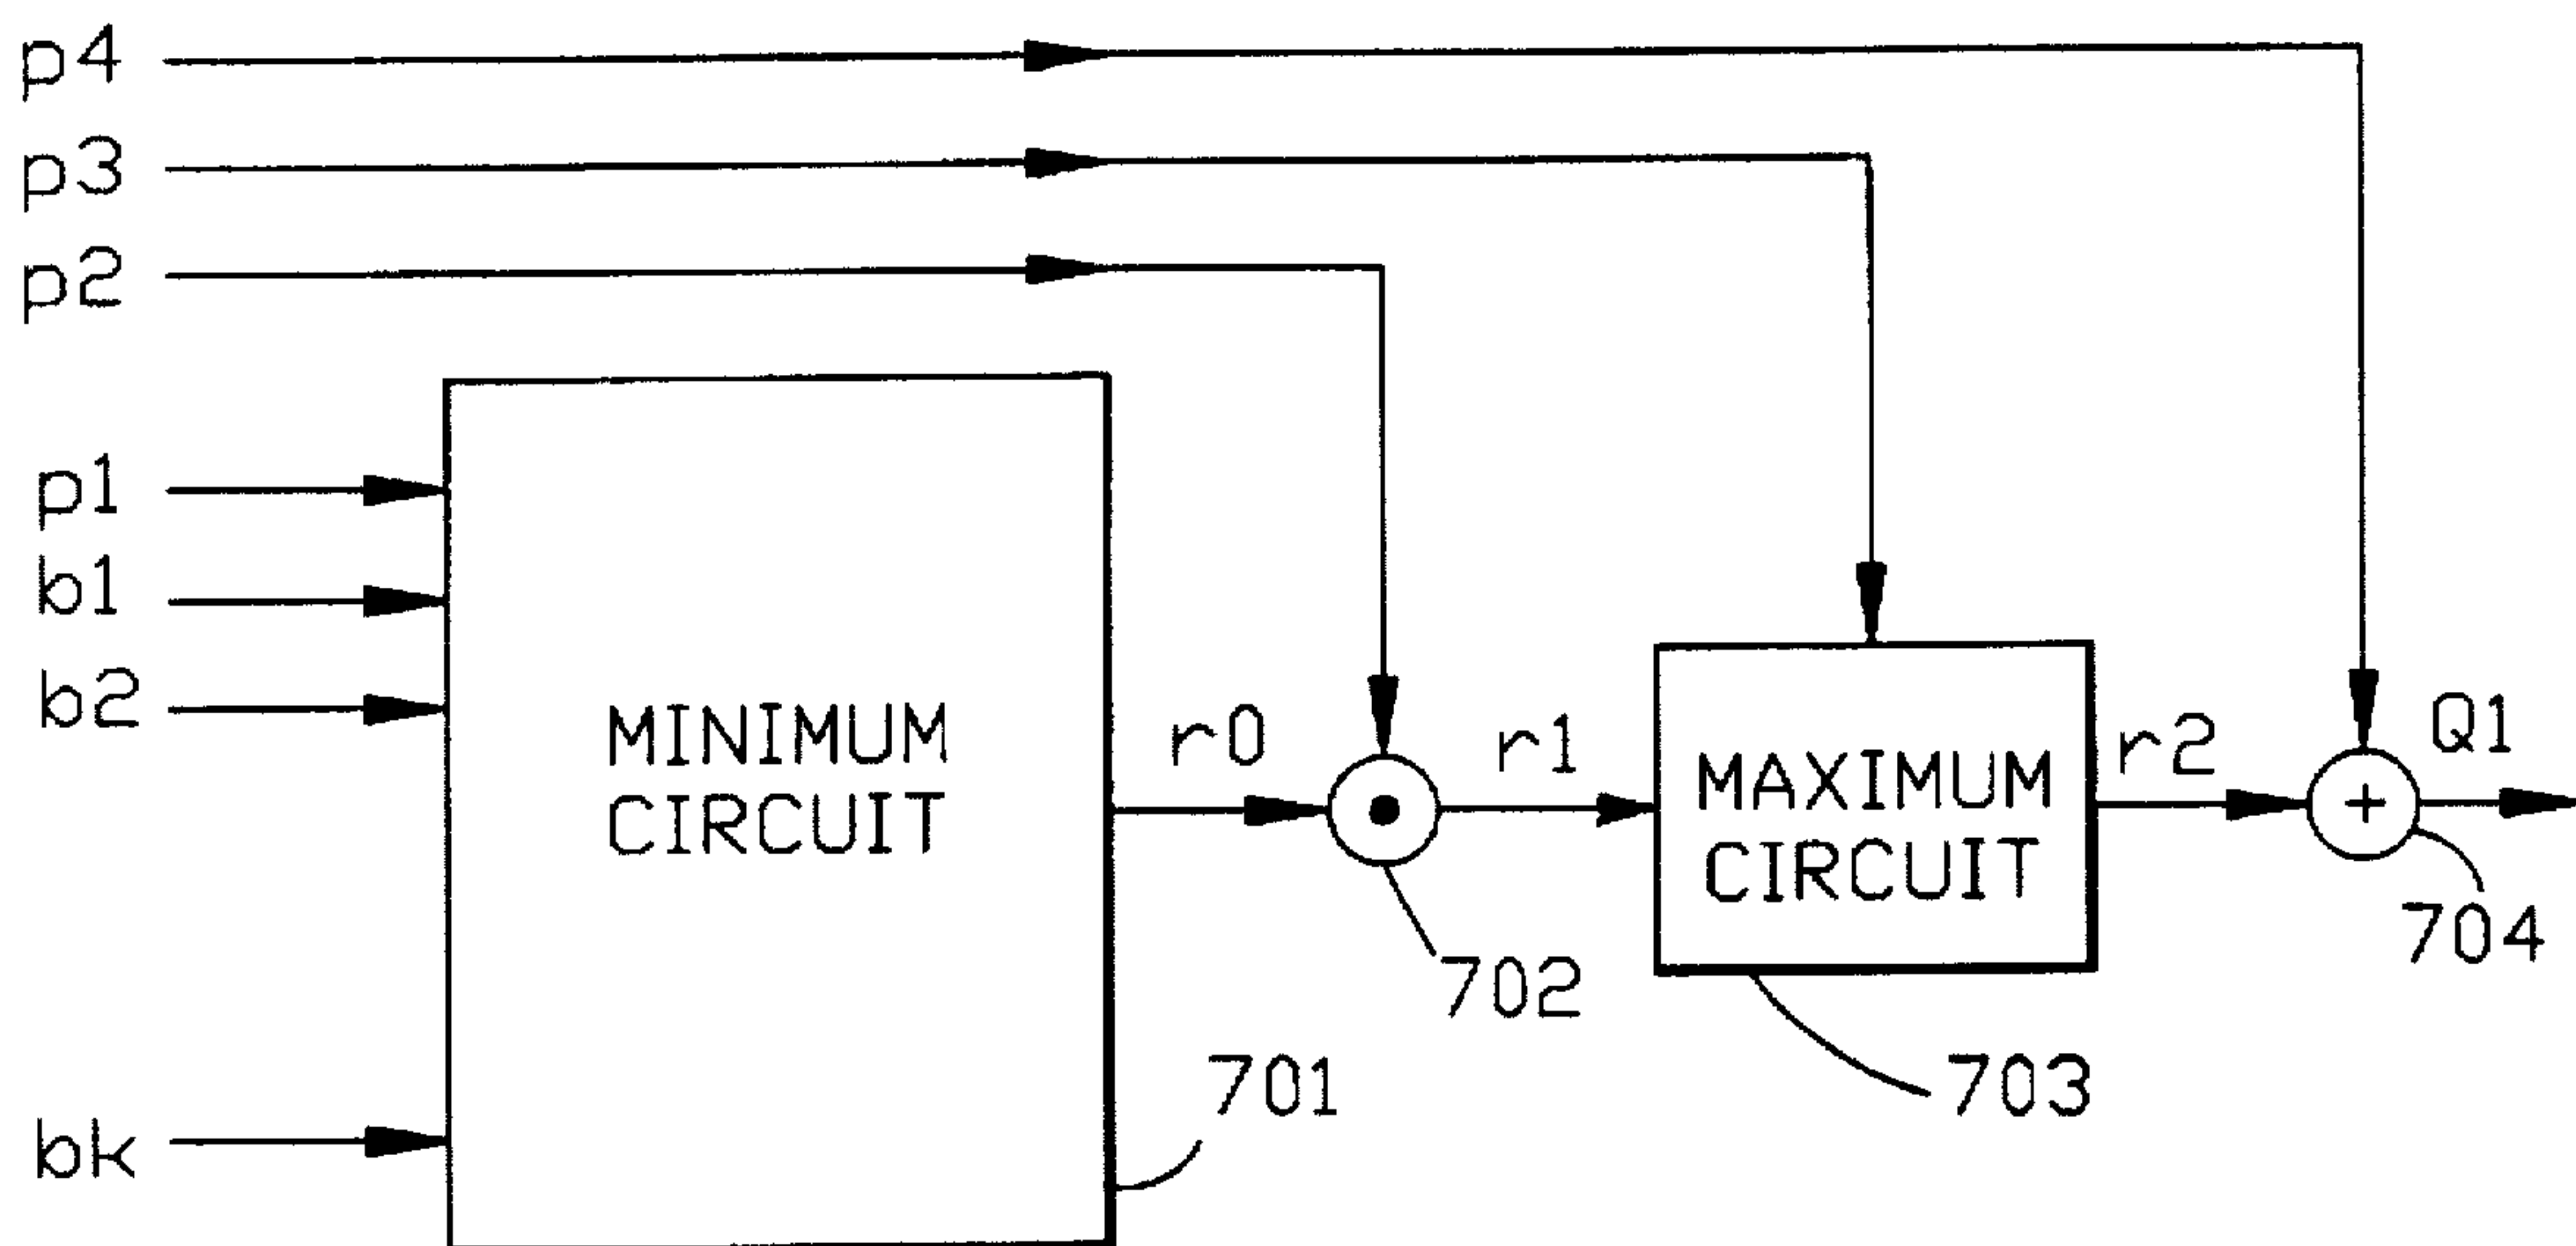 p4
p3
p2
p1
b1
b2
bk
MINIMUM
CIRCUIT
701
r0
702
r1
MAXIMUM
CIRCUIT
703
r2
+
704
Q1